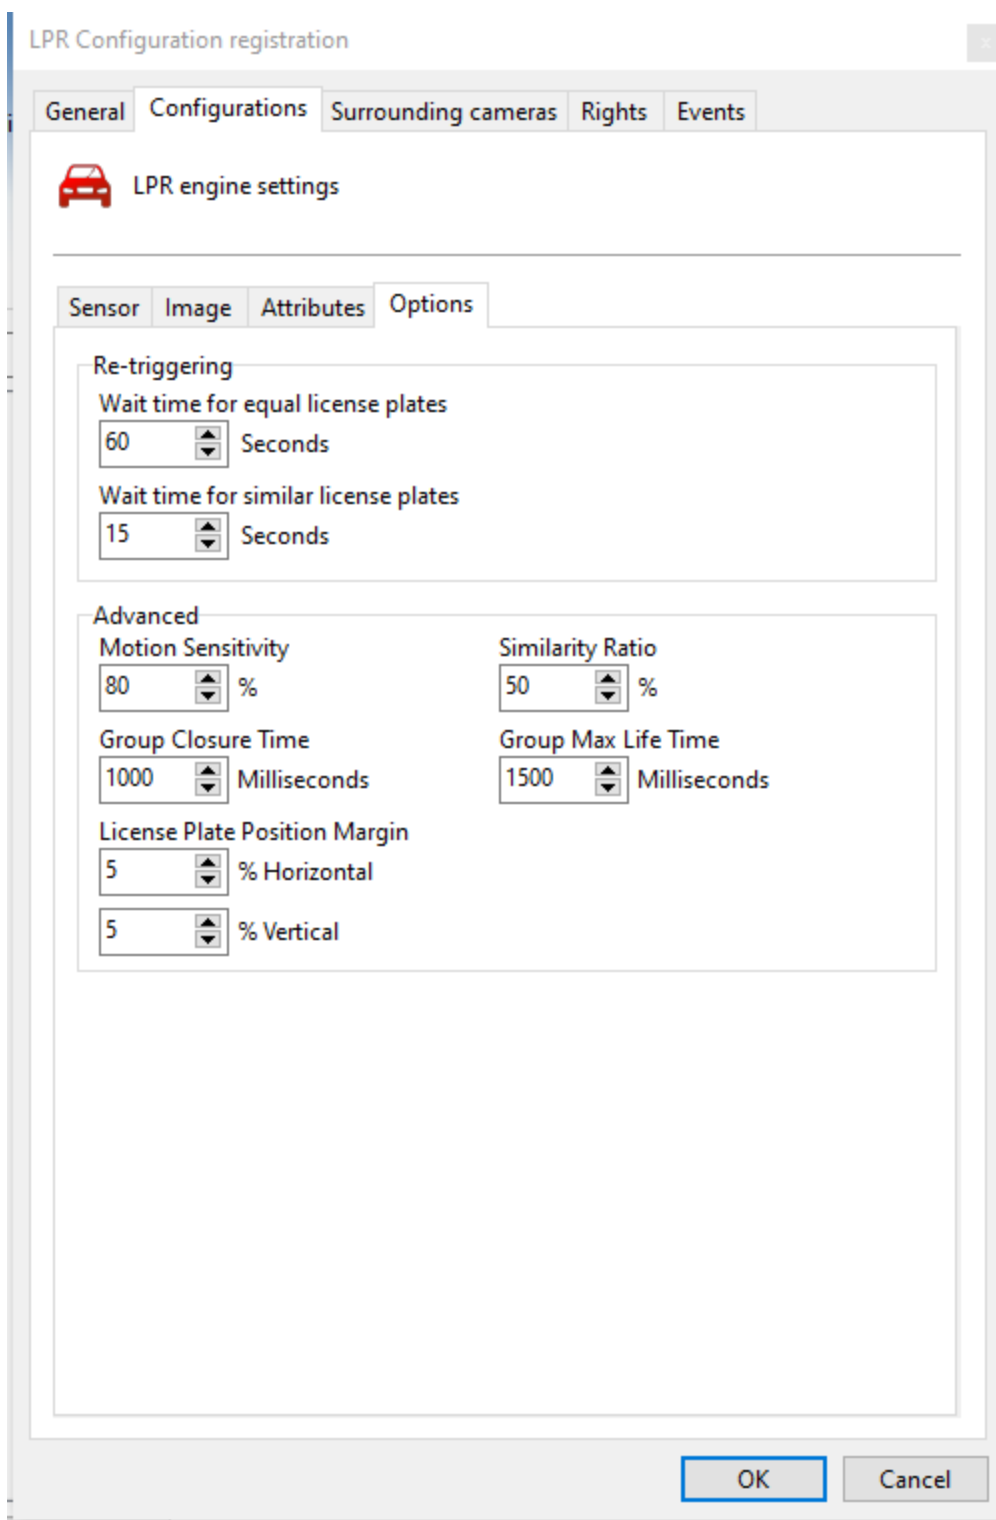 LPR Configuration registration
x
General Configurations Surrounding cameras Rights Events
LPR engine settings
Sensor Image Attributes Options
Re-triggering
Wait time for equal license plates
60 Seconds
Wait time for similar license plates
15 Seconds
Advanced
Motion Sensitivity Similarity Ratio
80 % 50 %
Group Closure Time Group Max Life Time
1000 Milliseconds 1500 Milliseconds
License Plate Position Margin
5 % Horizontal
5 % Vertical
OK Cancel